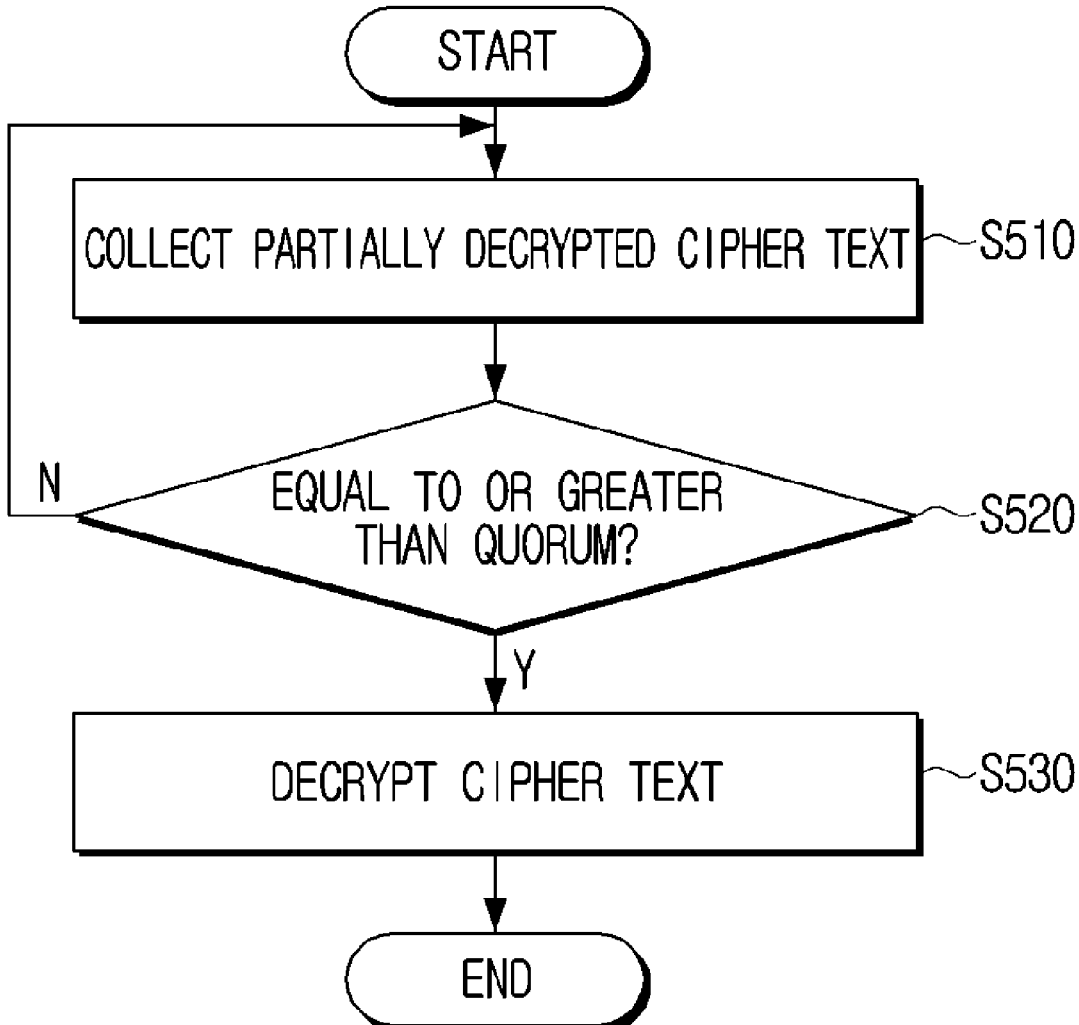 START
COLLECT PARTIALLY DECRYPTED CIPHER TEXT
S510
EQUAL TO OR GREATER
THAN QUORUM?
S520
N
Y
DECRYPT CIPHER TEXT
S530
END